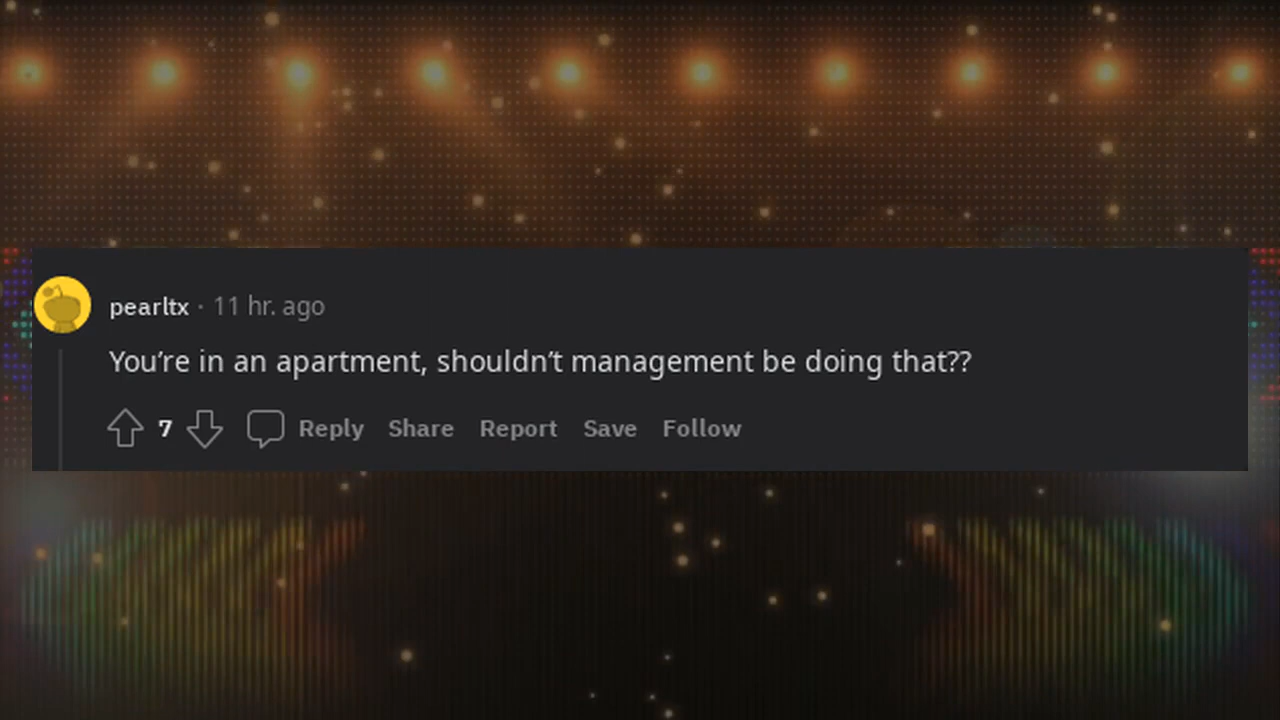 pearltx · 11 hr. ago
You’re in an apartment, shouldn’t management be doing that??
7 Reply Share Report Save Follow